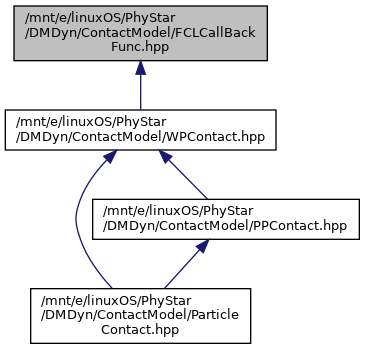 /mnt/e/linuxOS/PhyStar
/DMDyn/ContactModel/FCLCallBack
Func.hpp
/mnt/e/linuxOS/PhyStar
/DMDyn/ContactModel/WPContact.hpp
/mnt/e/linuxOS/PhyStar
/DMDyn/ContactModel/PPContact.hpp
/mnt/e/linuxOS/PhyStar
/DMDyn/ContactModel/Particle
Contact.hpp